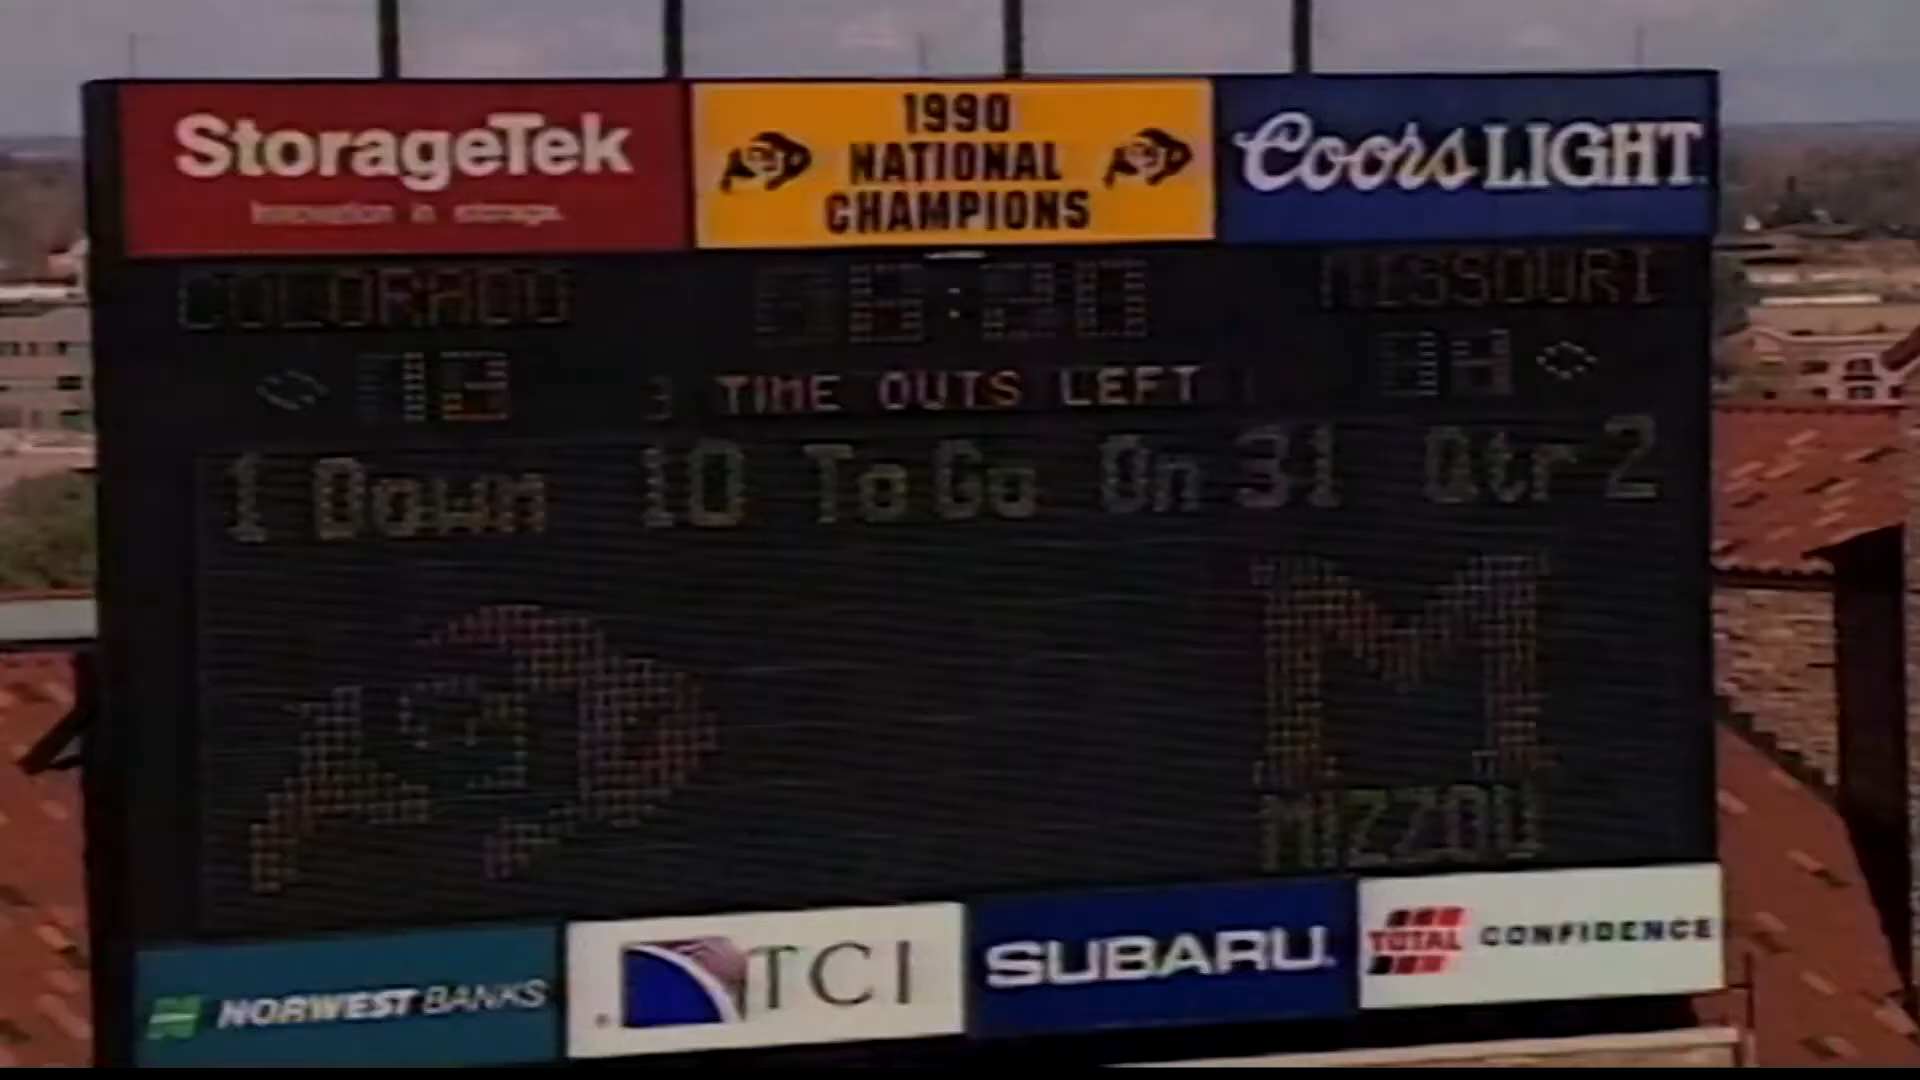 StorageTek
Innovation in storage.
1990
NATIONAL
CHAMPIONS
Coors LIGHT
COLORADO
MISSOURI
3 TIME OUTS LEFT
1 Down 10 To Go On 31 Qtr 2
M
MIZZOU
NORWEST BANKS
TCI
SUBARU
TOTAL CONFIDENCE